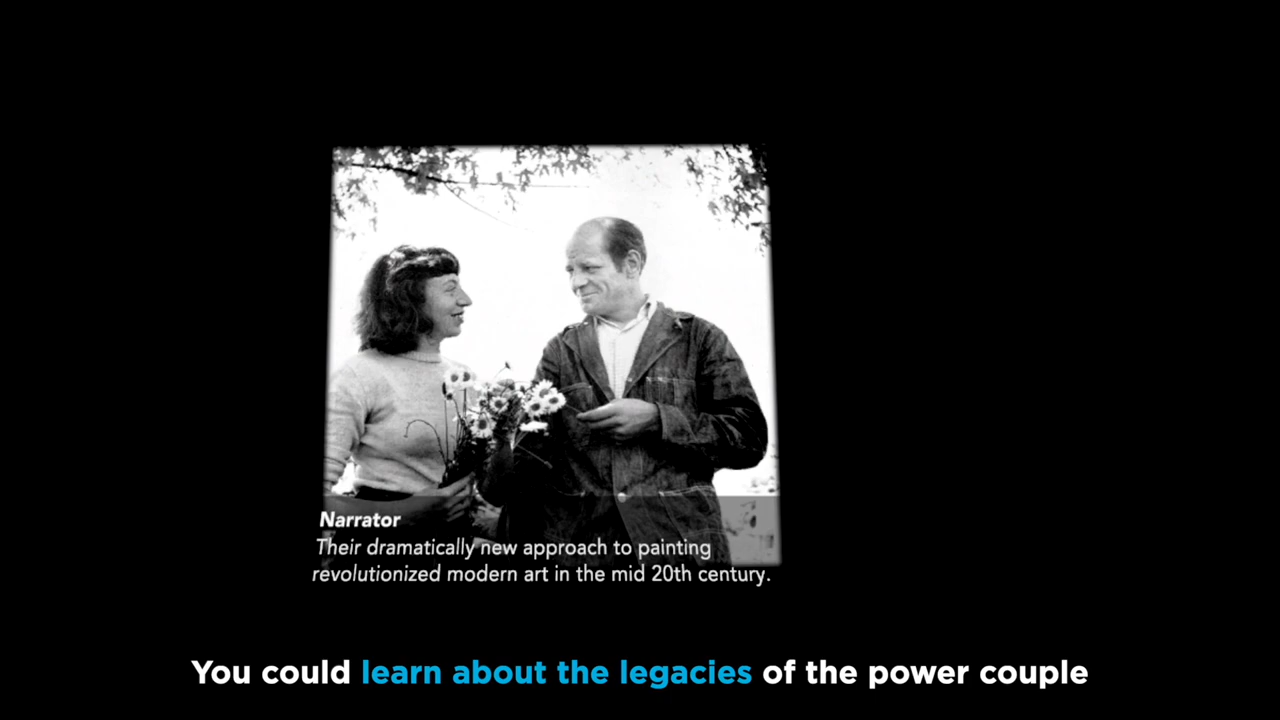 Narrator
Their dramatically new approach to painting
revolutionized modern art in the mid 20th century.
You could learn about the legacies of the power couple